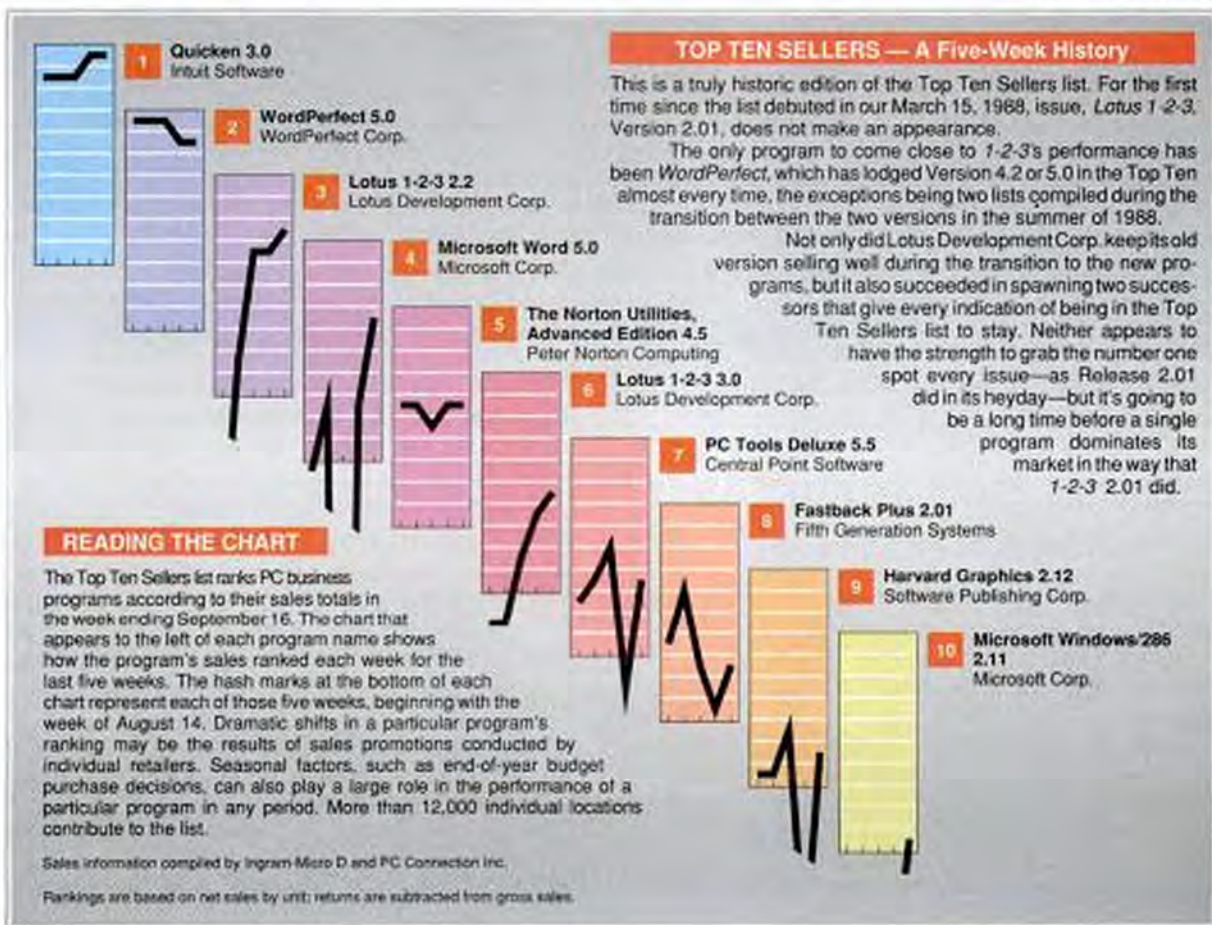 1
Quicken 3.0
Intuit Software
2
WordPerfect 5.0
WordPerfect Corp.
3
Lotus 1-2-3 2.2
Lotus Development Corp.
4
Microsoft Word 5.0
Microsoft Corp.
5
The Norton Utilities,
Advanced Edition 4.5
Peter Norton Computing
6
Lotus 1-2-3 3.0
Lotus Development Corp.
7
PC Tools Deluxe 5.5
Central Point Software
8
Fastback Plus 2.01
Fifth Generation Systems
9
Harvard Graphics 2.12
Software Publishing Corp.
10
Microsoft Windows/286
2.11
Microsoft Corp.
TOP TEN SELLERS — A Five-Week History
This is a truly historic edition of the Top Ten Sellers list. For the first
time since the list debuted in our March 15, 1988, issue, Lotus 1-2-3,
Version 2.01, does not make an appearance.
The only program to come close to 1-2-3's performance has
been WordPerfect, which has lodged Version 4.2 or 5.0 in the Top Ten
almost every time, the exceptions being two lists compiled during the
transition between the two versions in the summer of 1988.
Not only did Lotus Development Corp. keep its old
version selling well during the transition to the new pro-
grams, but it also succeeded in spawning two succes-
sors that give every indication of being in the Top
Ten Sellers list to stay. Neither appears to
have the strength to grab the number one
spot every issue—as Release 2.01
did in its heyday—but it's going to
be a long time before a single
program dominates its
market in the way that
1-2-3 2.01 did.
READING THE CHART
The Top Ten Sellers list ranks PC business
programs according to their sales totals in
the week ending September 16. The chart that
appears to the left of each program name shows
how the program's sales ranked each week for the
last five weeks. The hash marks at the bottom of each
chart represent each of those five weeks, beginning with the
week of August 14. Dramatic shifts in a particular program's
ranking may be the results of sales promotions conducted by
individual retailers. Seasonal factors, such as end-of-year budget
purchase decisions, can also play a large role in the performance of a
particular program in any period. More than 12,000 individual locations
contribute to the list.
Sales information compiled by Ingram Micro D and PC Connection Inc.
Rankings are based on net sales by unit; returns are subtracted from gross sales.